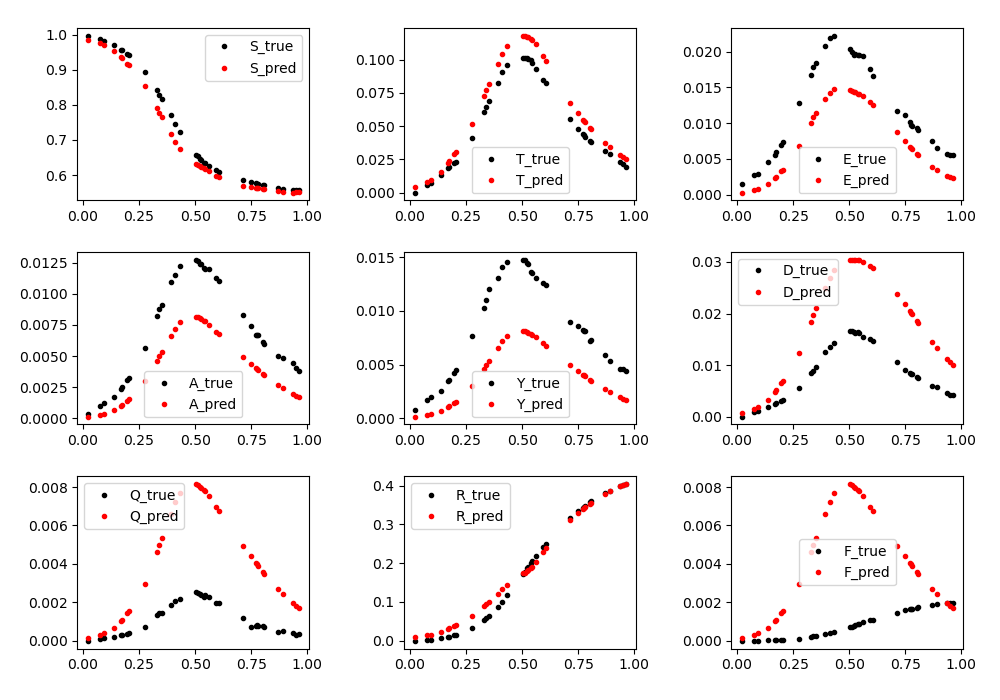 1.0
0.9
0.8
0.7
0.6
0.00 0.25 0.50 0.75 1.00
S_true
S_pred
0.100
0.075
0.050
0.025
0.000
0.00 0.25 0.50 0.75 1.00
T_true
T_pred
0.020
0.015
0.010
0.005
0.000
0.00 0.25 0.50 0.75 1.00
E_true
E_pred
0.0125
0.0100
0.0075
0.0050
0.0025
0.0000
0.00 0.25 0.50 0.75 1.00
A_true
A_pred
0.015
0.010
0.005
0.000
0.00 0.25 0.50 0.75 1.00
Y_true
Y_pred
0.03
0.02
0.01
0.00
0.00 0.25 0.50 0.75 1.00
D_true
D_pred
0.008
0.006
0.004
0.002
0.000
0.00 0.25 0.50 0.75 1.00
Q_true
Q_pred
0.4
0.3
0.2
0.1
0.0
0.00 0.25 0.50 0.75 1.00
R_true
R_pred
0.008
0.006
0.004
0.002
0.000
0.00 0.25 0.50 0.75 1.00
F_true
F_pred